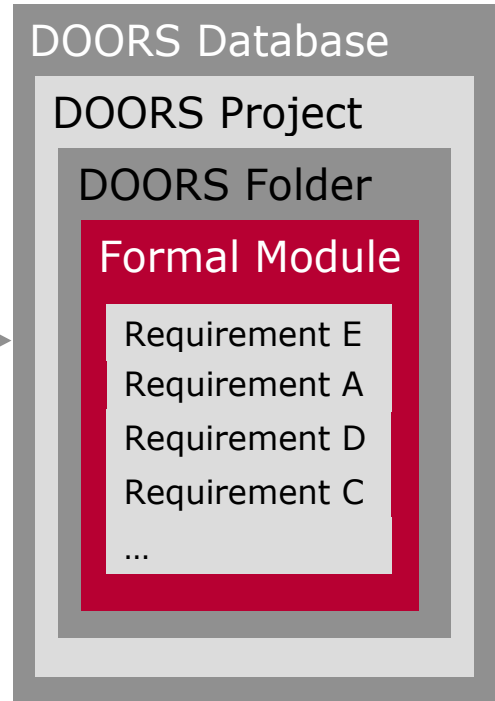 DOORS Database
DOORS Project
DOORS Folder
Formal Module
Requirement E
Requirement A
Requirement D
Requirement C
…